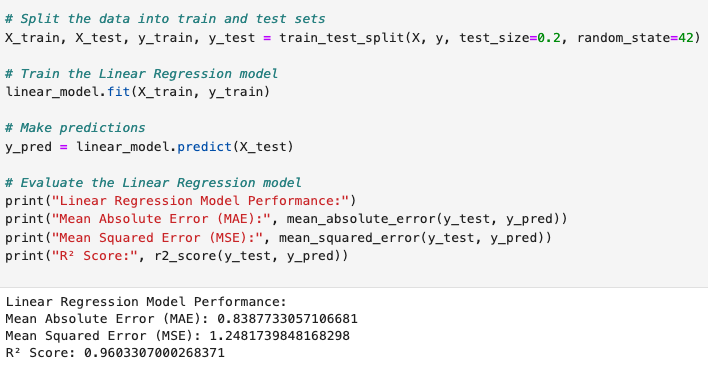 # Split the data into train and test sets
X_train, X_test, y_train, y_test = train_test_split(X, y, test_size=0.2, random_state=42)
# Train the Linear Regression model
linear_model.fit(X_train, y_train)
# Make predictions
y_pred = linear_model.predict(X_test)
# Evaluate the Linear Regression model
print("Linear Regression Model Performance:")
print("Mean Absolute Error (MAE):", mean_absolute_error(y_test, y_pred))
print("Mean Squared Error (MSE):", mean_squared_error(y_test, y_pred))
print("R² Score:", r2_score(y_test, y_pred))
Linear Regression Model Performance:
Mean Absolute Error (MAE): 0.8387733057106681
Mean Squared Error (MSE): 1.2481739848168298
R² Score: 0.9603307000268371